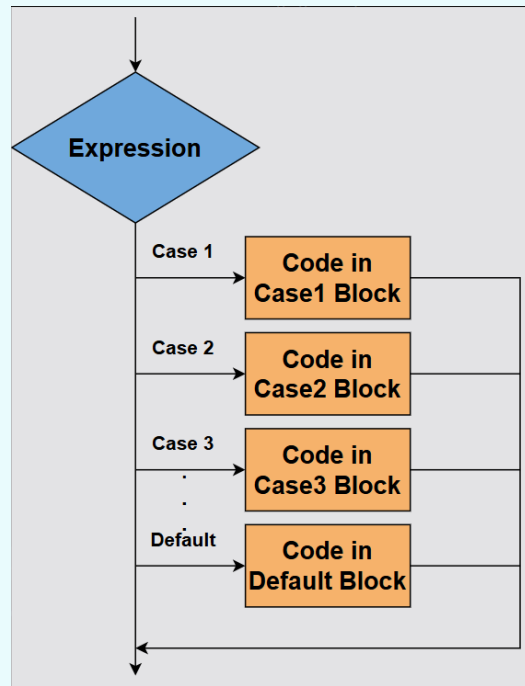 Expression
Case 1
Code in
Case1 Block
Case 2
Code in
Case2 Block
Case 3
Code in
Case3 Block
.
.
.
Default
Code in
Default Block